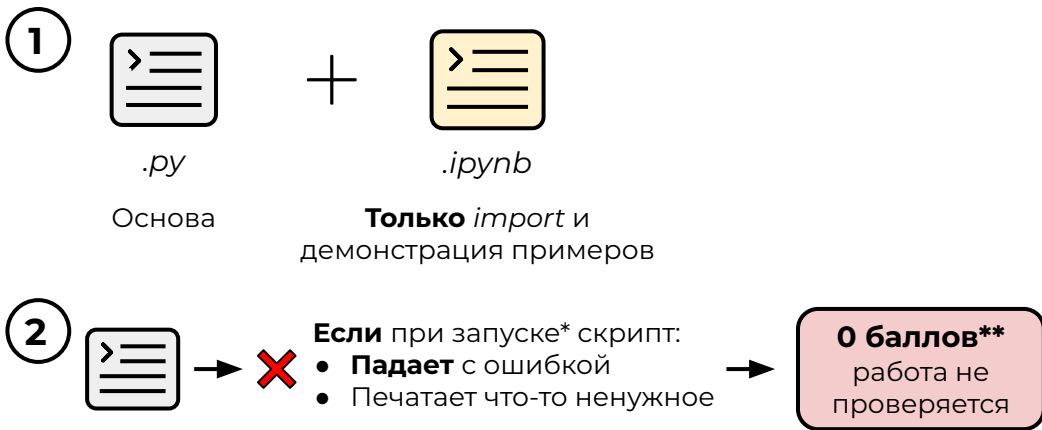 1
.py
.ipynb
Основа
Только import и
демонстрация примеров
2
Если при запуске* скрипт:
● Падает с ошибкой
● Печатает что-то ненужное
0 баллов**
работа не
проверяется